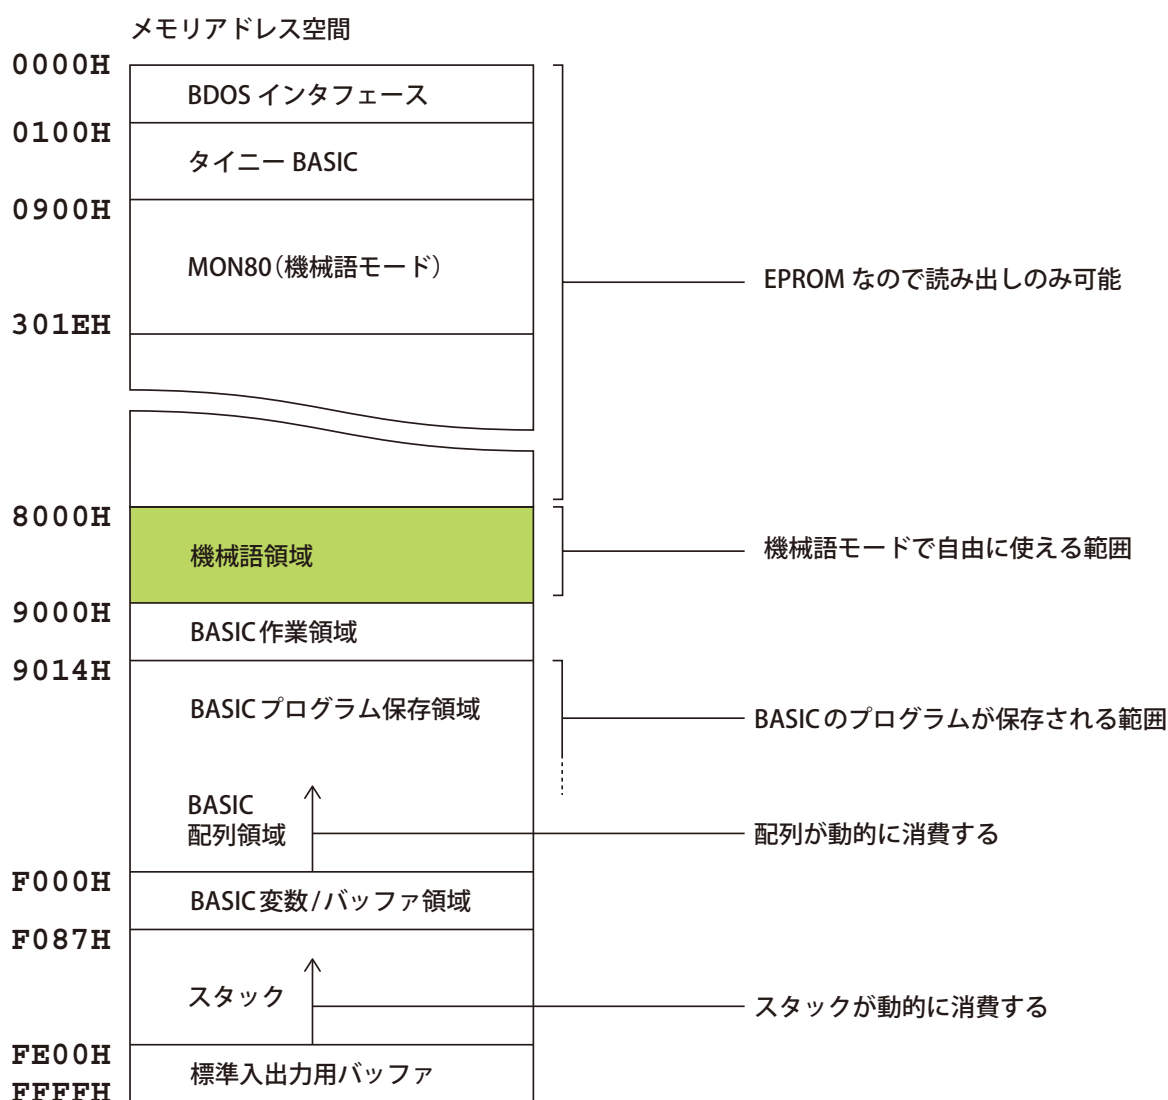 メモリアドレス空間
0000H
BDOS インタフェース
0100H
タイニー BASIC
0900H
MON80（機械語モード）
EPROM なので読み出しのみ可能
301EH
8000H
機械語領域
機械語モードで自由に使える範囲
9000H
BASIC作業領域
9014H
BASICプログラム保存領域
BASICのプログラムが保存される範囲
BASIC
配列領域
配列が動的に消費する
F000H
BASIC変数/バッファ領域
F087H
スタック
スタックが動的に消費する
FE00H
標準入出力用バッファ
FFFFH